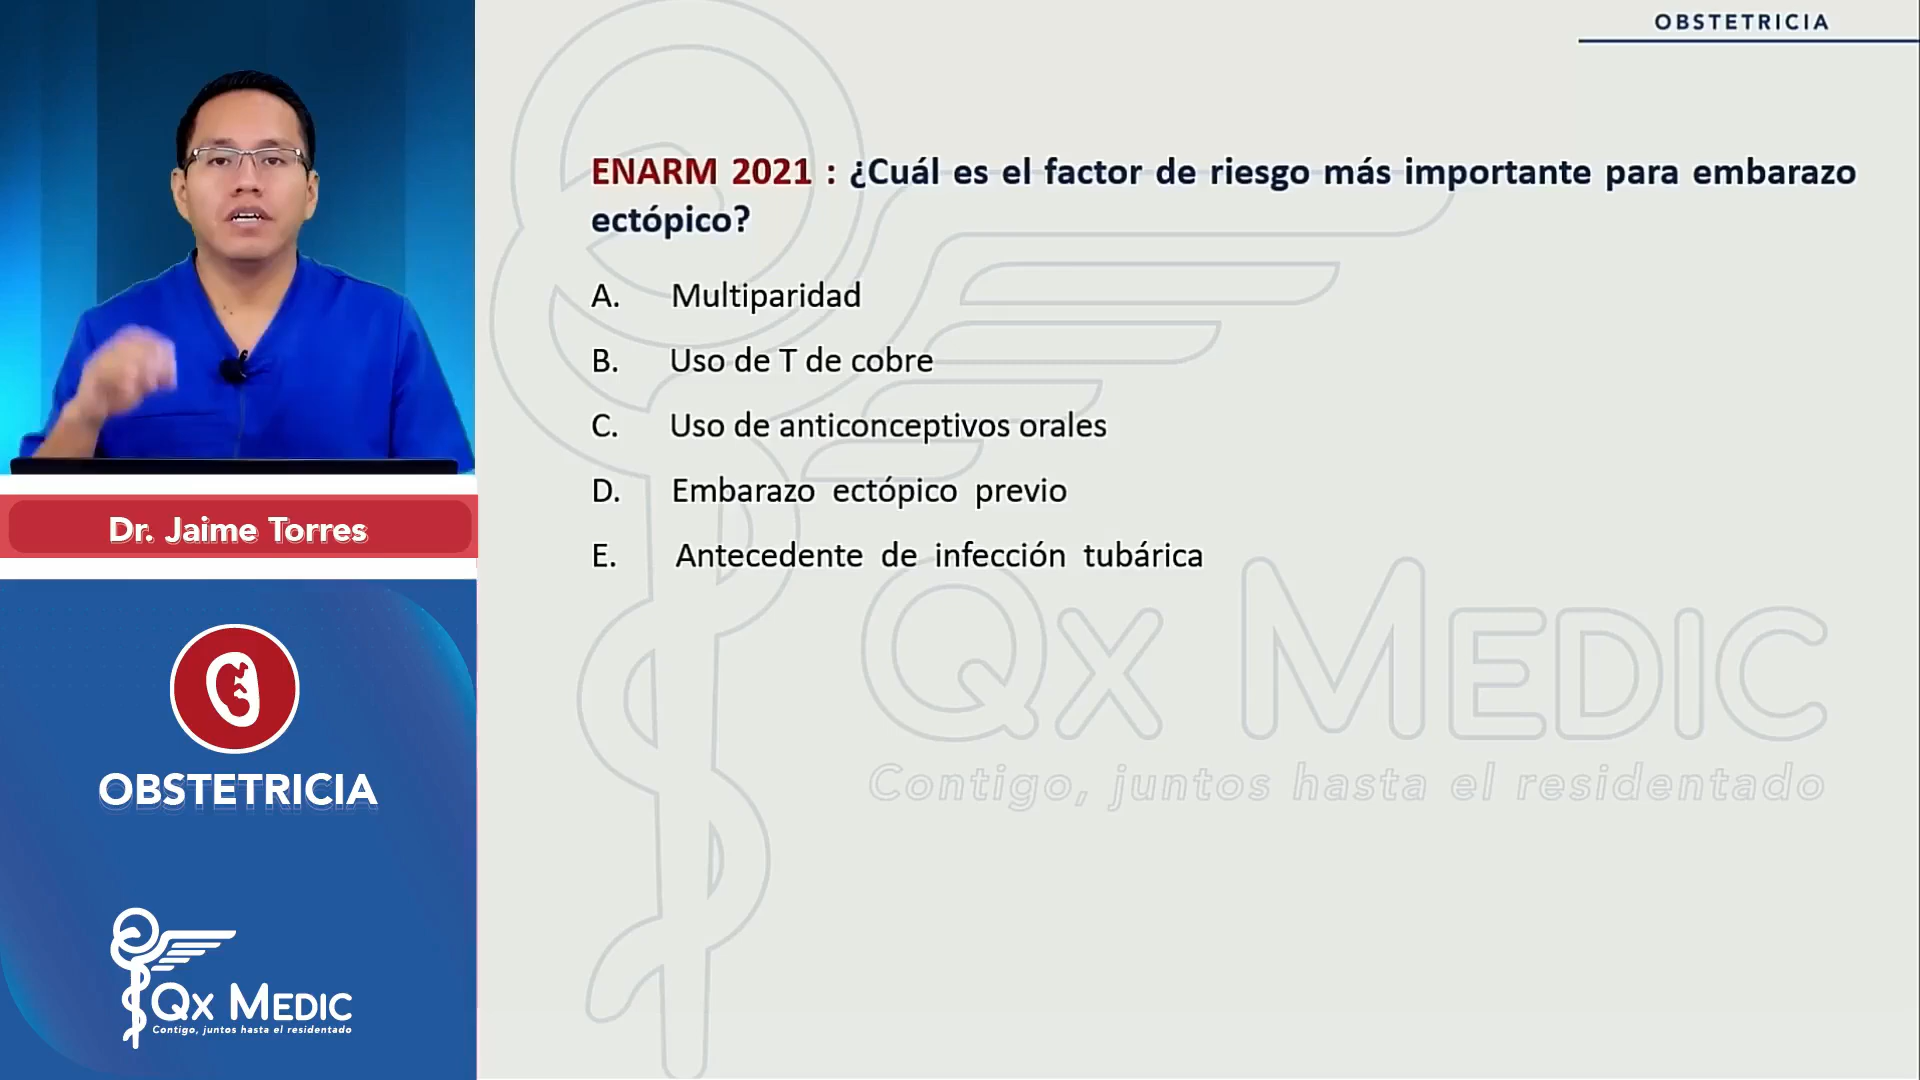 OBSTETRICIA
ENARM 2021 : ¿Cuál es el factor de riesgo más importante para embarazo
ectópico?
A. Multiparidad
B. Uso de T de cobre
C. Uso de anticonceptivos orales
D. Embarazo ectópico previo
E. Antecedente de infección tubárica
QX MEDIC
Contigo, juntos hasta el residentado
Dr. Jaime Torres
OBSTETRICIA
QX MEDIC
Contigo, juntos hasta el residentado